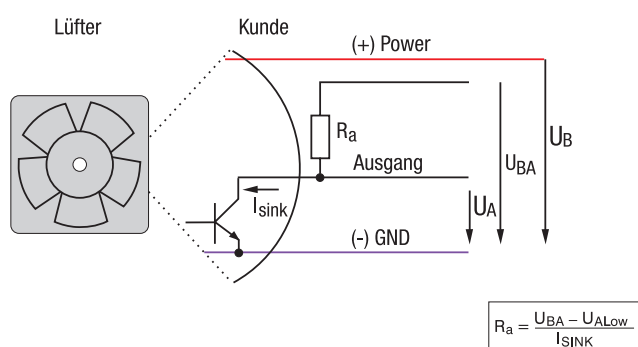 Lüfter
Kunde
(+) Power
Ra
Ausgang
Isink
(-) GND
UA
UBA
UB
Ra = UBA – UALow / ISINK